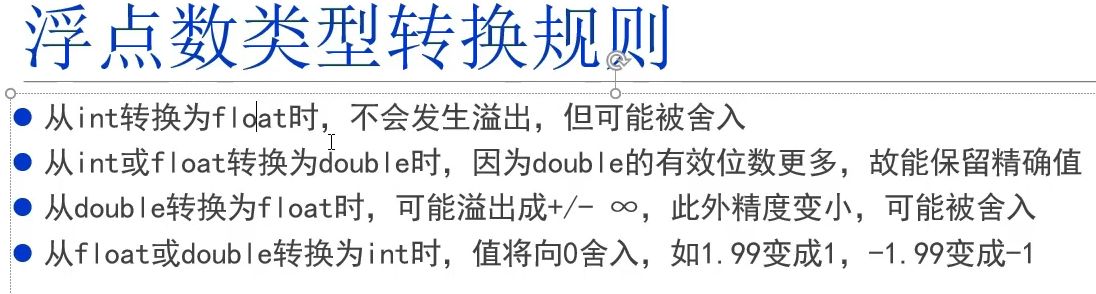 浮点数类型转换规则
● 从int转换为float时，不会发生溢出，但可能被舍入
● 从int或float转换为double时，因为double的有效位数更多，故能保留精确值
● 从double转换为float时，可能溢出成+/- ∞，此外精度变小，可能被舍入
● 从float或double转换为int时，值将向0舍入，如1.99变成1，-1.99变成-1